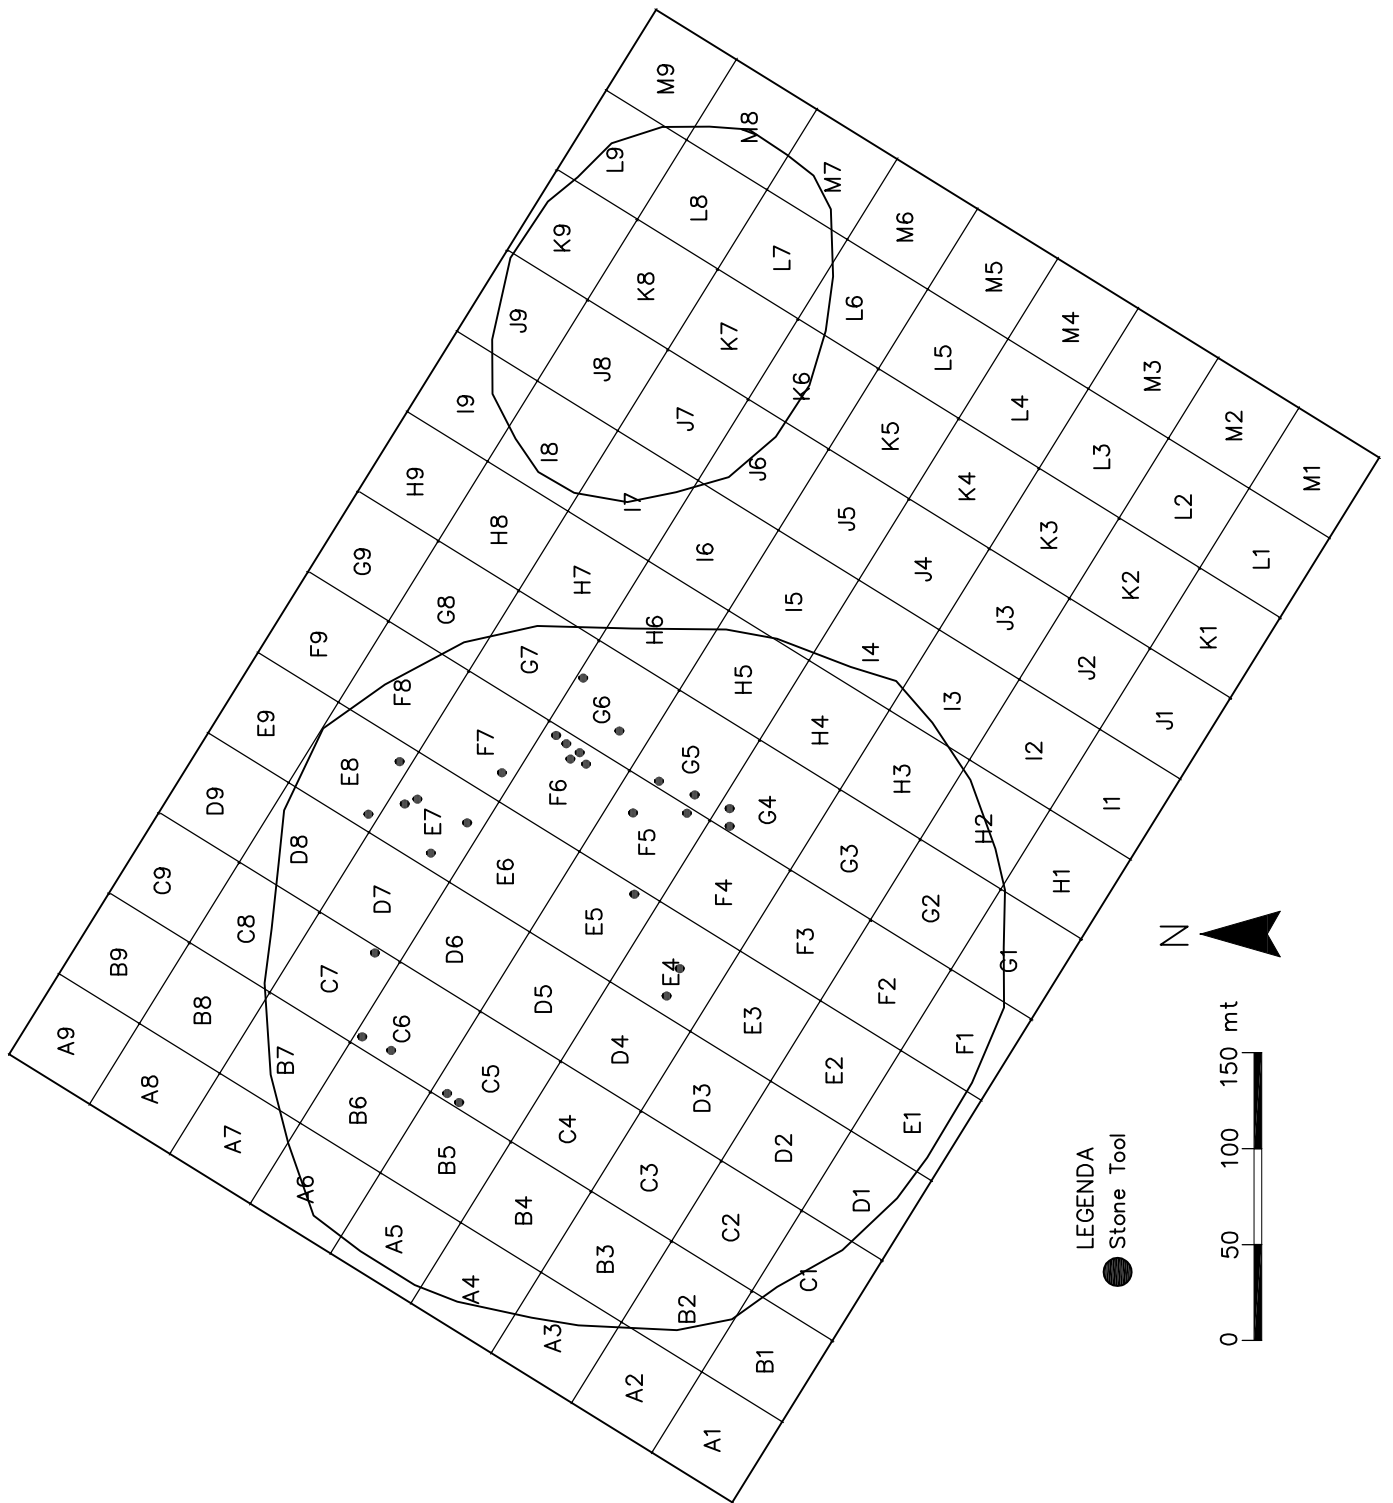 A9 B9 C9 D9 E9 F9 G9 H9 I9 J9 K9 L9 M9
A8 B8 C8 D8 E8 F8 G8 H8 I8 J8 K8 L8 M8
A7 B7 C7 D7 E7 F7 G7 H7 I7 J7 K7 L7 M7
A6 B6 C6 D6 E6 F6 G6 H6 I6 J6 K6 L6 M6
A5 B5 C5 D5 E5 F5 G5 H5 I5 J5 K5 L5 M5
A4 B4 C4 D4 E4 F4 G4 H4 I4 J4 K4 L4 M4
A3 B3 C3 D3 E3 F3 G3 H3 I3 J3 K3 L3 M3
A2 B2 C2 D2 E2 F2 G2 H2 I2 J2 K2 L2 M2
A1 B1 C1 D1 E1 F1 G1 H1 I1 J1 K1 L1 M1
LEGENDA
Stone Tool
N
0 50 100 150 mt